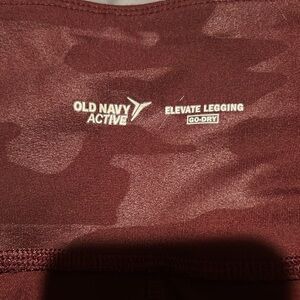 OLD NAVY
ACTIVE
ELEVATE LEGGING
GO-DRY